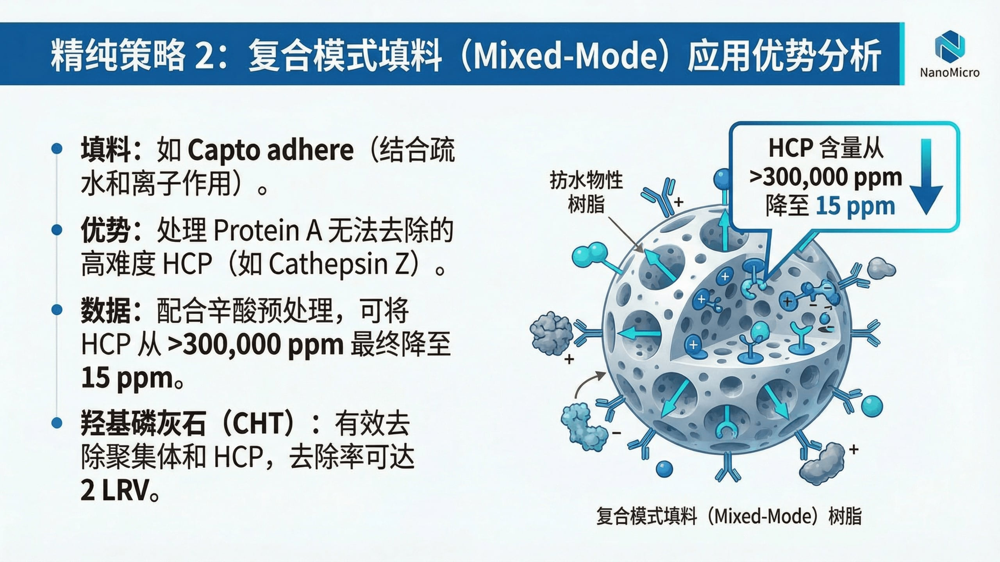 精纯策略 2：复合模式填料（Mixed-Mode）应用优势分析
NanoMicro
填料：如 Capto adhere（结合疏
水和离子作用）。
优势：处理 Protein A 无法去除的
高难度 HCP（如 Cathepsin Z）。
数据：配合辛酸预处理，可将
HCP 从 >300,000 ppm 最终降至
15 ppm。
羟基磷灰石（CHT）：有效去
除聚集体和 HCP，去除率可达
2 LRV。
HCP 含量从
>300,000 ppm
降至 15 ppm
抗水物性
树脂
复合模式填料（Mixed-Mode）树脂